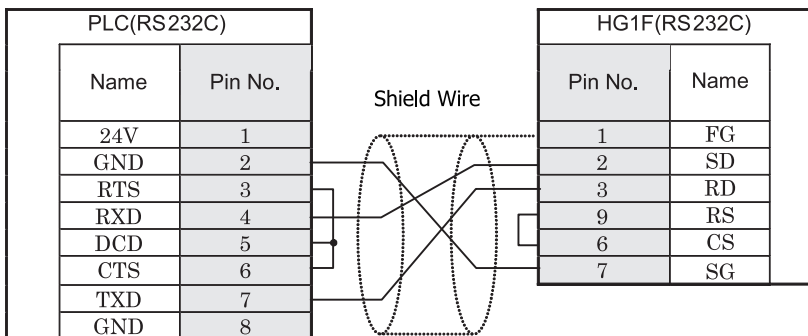 PLC(RS232C)
HG1F(RS232C)
Name Pin No.
Shield Wire
Pin No. Name
24V 1
GND 2
RTS 3
RXD 4
DCD 5
CTS 6
TXD 7
GND 8
1 FG
2 SD
3 RD
9 RS
6 CS
7 SG